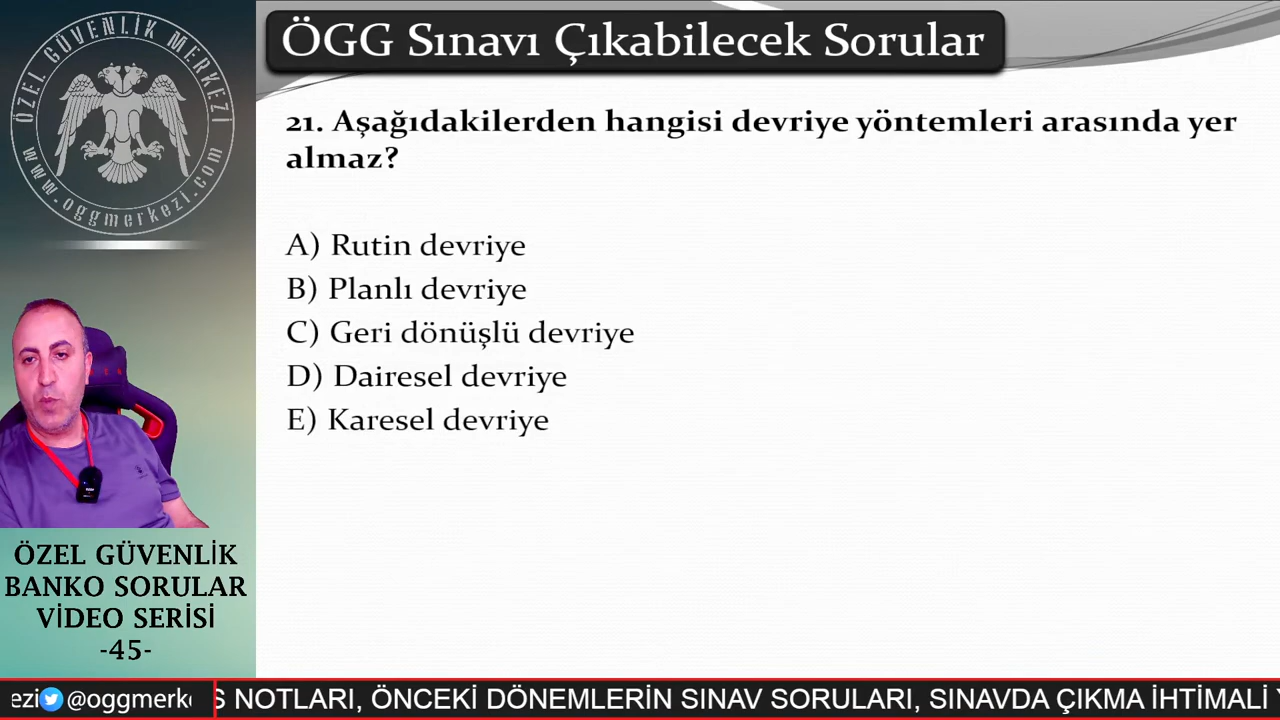 ÖGG Sınavı Çıkabilecek Sorular
ÖZEL GÜVENLİK MERKEZİ
www.oggmerkezi.com
21. Aşağıdakilerden hangisi devriye yöntemleri arasında yer
almaz?
A) Rutin devriye
B) Planlı devriye
C) Geri dönüşlü devriye
D) Dairesel devriye
E) Karesel devriye
ÖZEL GÜVENLİK
BANKO SORULAR
VİDEO SERİSİ
-45-
ezi @oggmerke S NOTLARI, ÖNCEKİ DÖNEMLERİN SINAV SORULARI, SINAVDA ÇIKMA İHTİMALİ